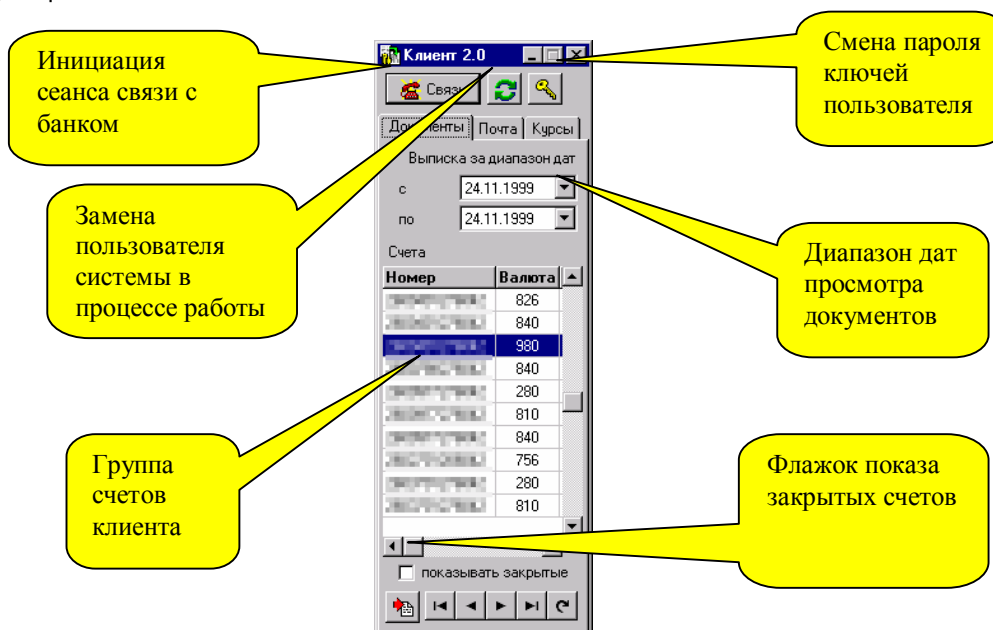 Инициация
сеанса связи с
банком
Смена пароля
ключей
пользователя
Замена
пользователя
системы в
процессе работы
Диапазон дат
просмотра
документов
Группа
счетов
клиента
Флажок показа
закрытых счетов
Клиент 2.0
Связь
Документы Почта Курсы
Выписка за диапазон дат
с 24.11.1999
по 24.11.1999
Счета
Номер Валюта
826
840
980
840
280
810
840
756
280
810
показывать закрытые